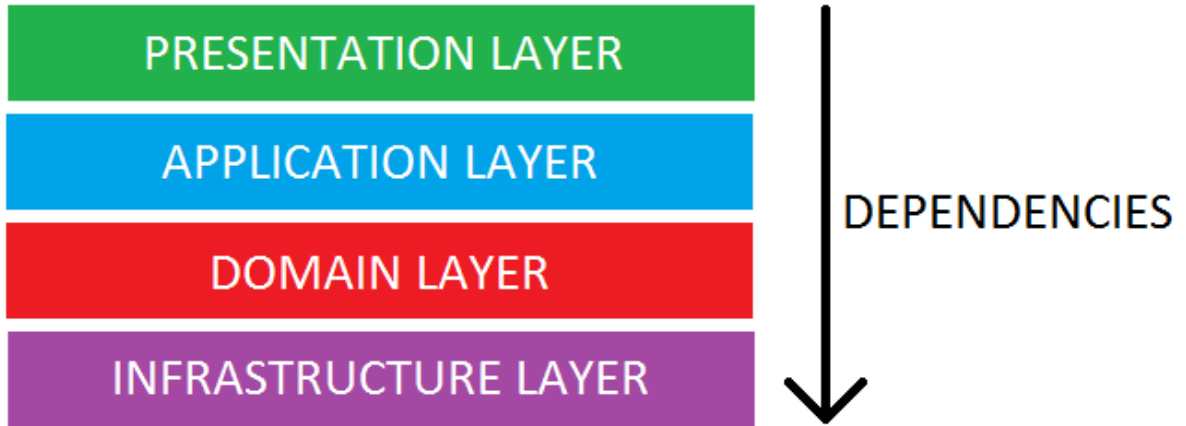 PRESENTATION LAYER
APPLICATION LAYER
DEPENDENCIES
DOMAIN LAYER
INFRASTRUCTURE LAYER